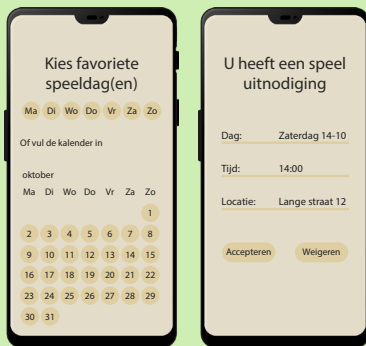 Kies favoriete
speeldag(en)
Ma Di Wo Do Vr Za Zo
Of vul de kalender in
oktober
Ma Di Wo Do Vr Za Zo
1
2 3 4 5 6 7 8
9 10 11 12 13 14 15
16 17 18 19 20 21 22
23 24 25 26 27 28 29
30 31
U heeft een speel
uitnodiging
Dag: Zaterdag 14-10
Tijd: 14:00
Locatie: Lange straat 12
Accepteren Weigeren